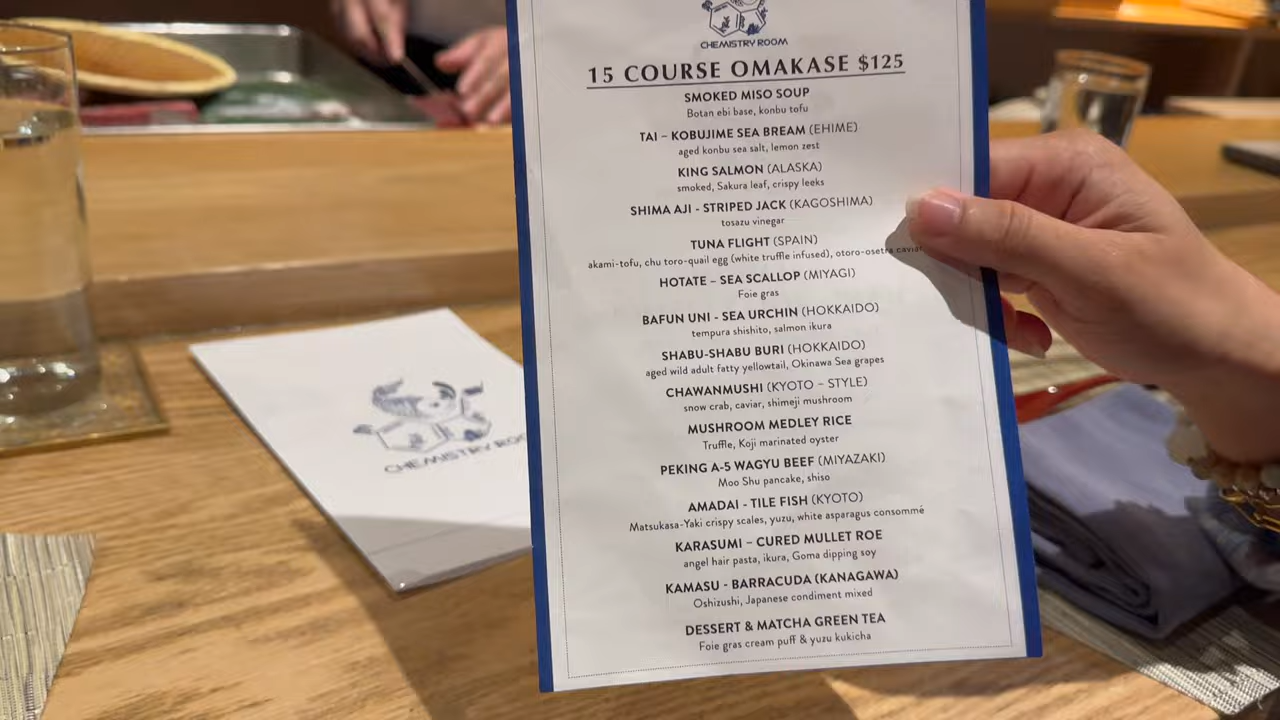 CHEMISTRY ROOM
15 COURSE OMAKASE $125
SMOKED MISO SOUP
Botan ebi base, konbu tofu
TAI – KOBUJIME SEA BREAM (EHIME)
aged konbu sea salt, lemon zest
KING SALMON (ALASKA)
smoked, Sakura leaf, crispy leeks
SHIMA AJI - STRIPED JACK (KAGOSHIMA)
tosazu vinegar
TUNA FLIGHT (SPAIN)
akami-tofu, chu toro-quail egg (white truffle infused), otoro-osetra caviar
HOTATE – SEA SCALLOP (MIYAGI)
Foie gras
BAFUN UNI - SEA URCHIN (HOKKAIDO)
tempura shishito, salmon ikura
SHABU-SHABU BURI (HOKKAIDO)
aged wild adult fatty yellowtail, Okinawa Sea grapes
CHAWANMUSHI (KYOTO – STYLE)
snow crab, caviar, shimeji mushroom
MUSHROOM MEDLEY RICE
Truffle, Koji marinated oyster
PEKING A-5 WAGYU BEEF (MIYAZAKI)
Moo Shu pancake, shiso
AMADAI - TILE FISH (KYOTO)
Matsukasa-Yaki crispy scales, yuzu, white asparagus consommé
KARASUMI – CURED MULLET ROE
angel hair pasta, ikura, Goma dipping soy
KAMASU - BARRACUDA (KANAGAWA)
Oshizushi, Japanese condiment mixed
DESSERT & MATCHA GREEN TEA
Foie gras cream puff & yuzu kukicha
CHEMISTRY ROO